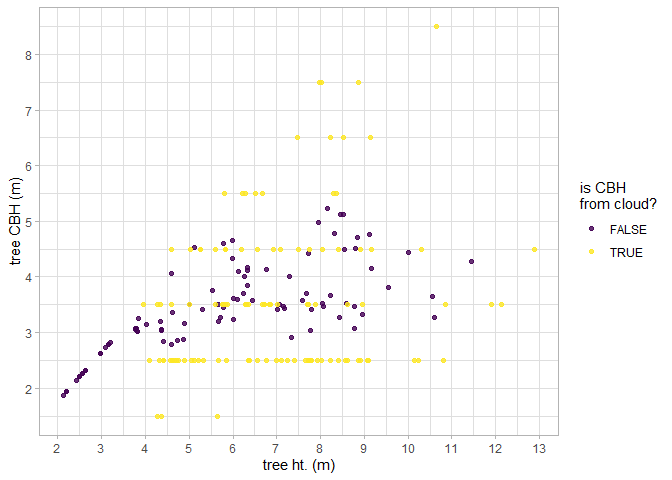 8
7
6
5
4
3
2
tree CBH (m)
2 3 4 5 6 7 8 9 10 11 12 13
tree ht. (m)
is CBH
from cloud?
FALSE
TRUE